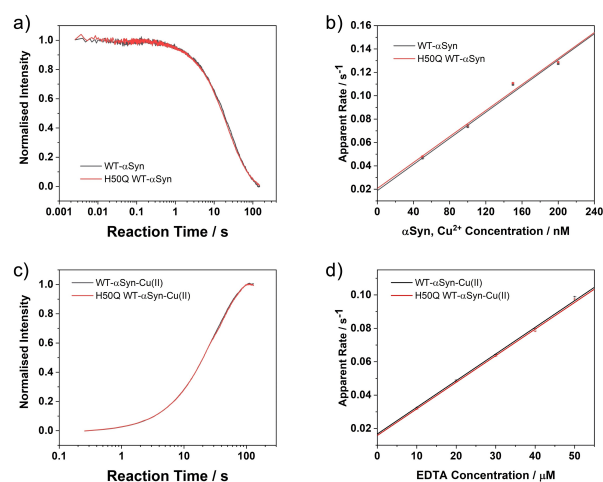 a)
Normalised Intensity
1.0
0.8
0.6
0.4
0.2
0.0
WT-αSyn
H50Q WT-αSyn
0.001 0.01 0.1 1 10 100
Reaction Time / s
b)
Apparent Rate / s⁻¹
0.16
0.14
0.12
0.10
0.08
0.06
0.04
0.02
WT-αSyn
H50Q WT-αSyn
0 40 80 120 160 200 240
αSyn, Cu²⁺ Concentration / nM
c)
Normalised Intensity
1.0
0.8
0.6
0.4
0.2
0.0
WT-αSyn-Cu(II)
H50Q WT-αSyn-Cu(II)
0.1 1 10 100
Reaction Time / s
d)
Apparent Rate / s⁻¹
0.10
0.08
0.06
0.04
0.02
WT-αSyn-Cu(II)
H50Q WT-αSyn-Cu(II)
0 10 20 30 40 50
EDTA Concentration / μM